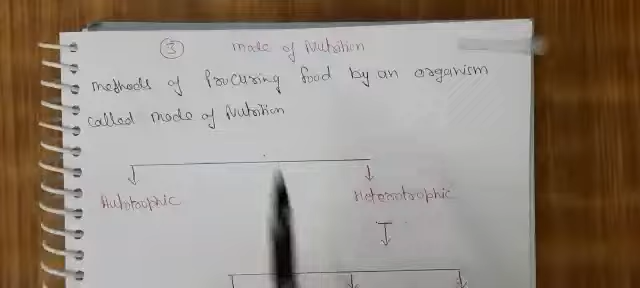 ③ mode of Nutrition
methods of Procuring food by an organism
called mode of Nutrition
Autotrophic Heterotrophic